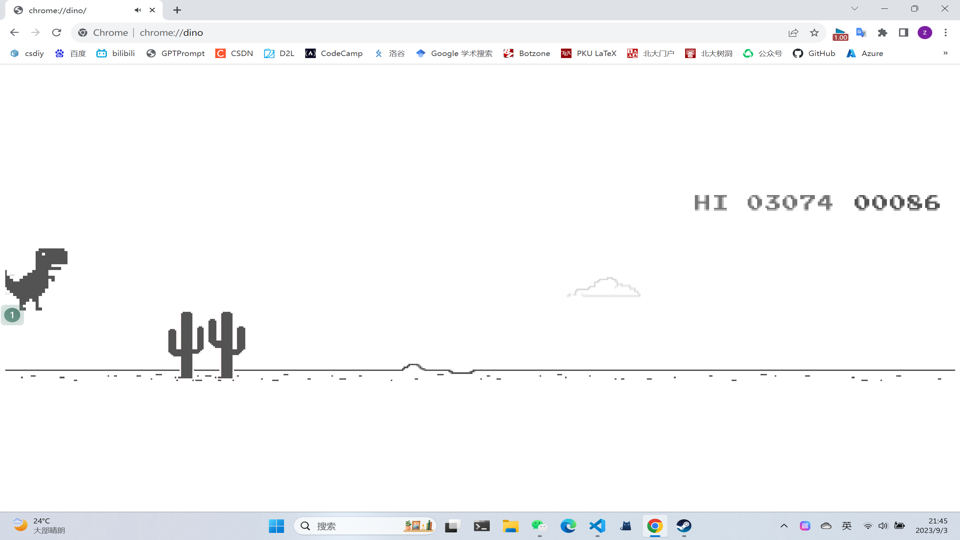 chrome://dino/
Chrome | chrome://dino
1.00
z
csdiy 百度 bilibili GPTPrompt CSDN D2L CodeCamp 洛谷 Google 学术搜索 Botzone PKU LaTeX 北大门户 北大树洞 公众号 GitHub Azure »
HI 03074 00086
1
24°C
大部晴朗
搜索
英
21:45
2023/9/3